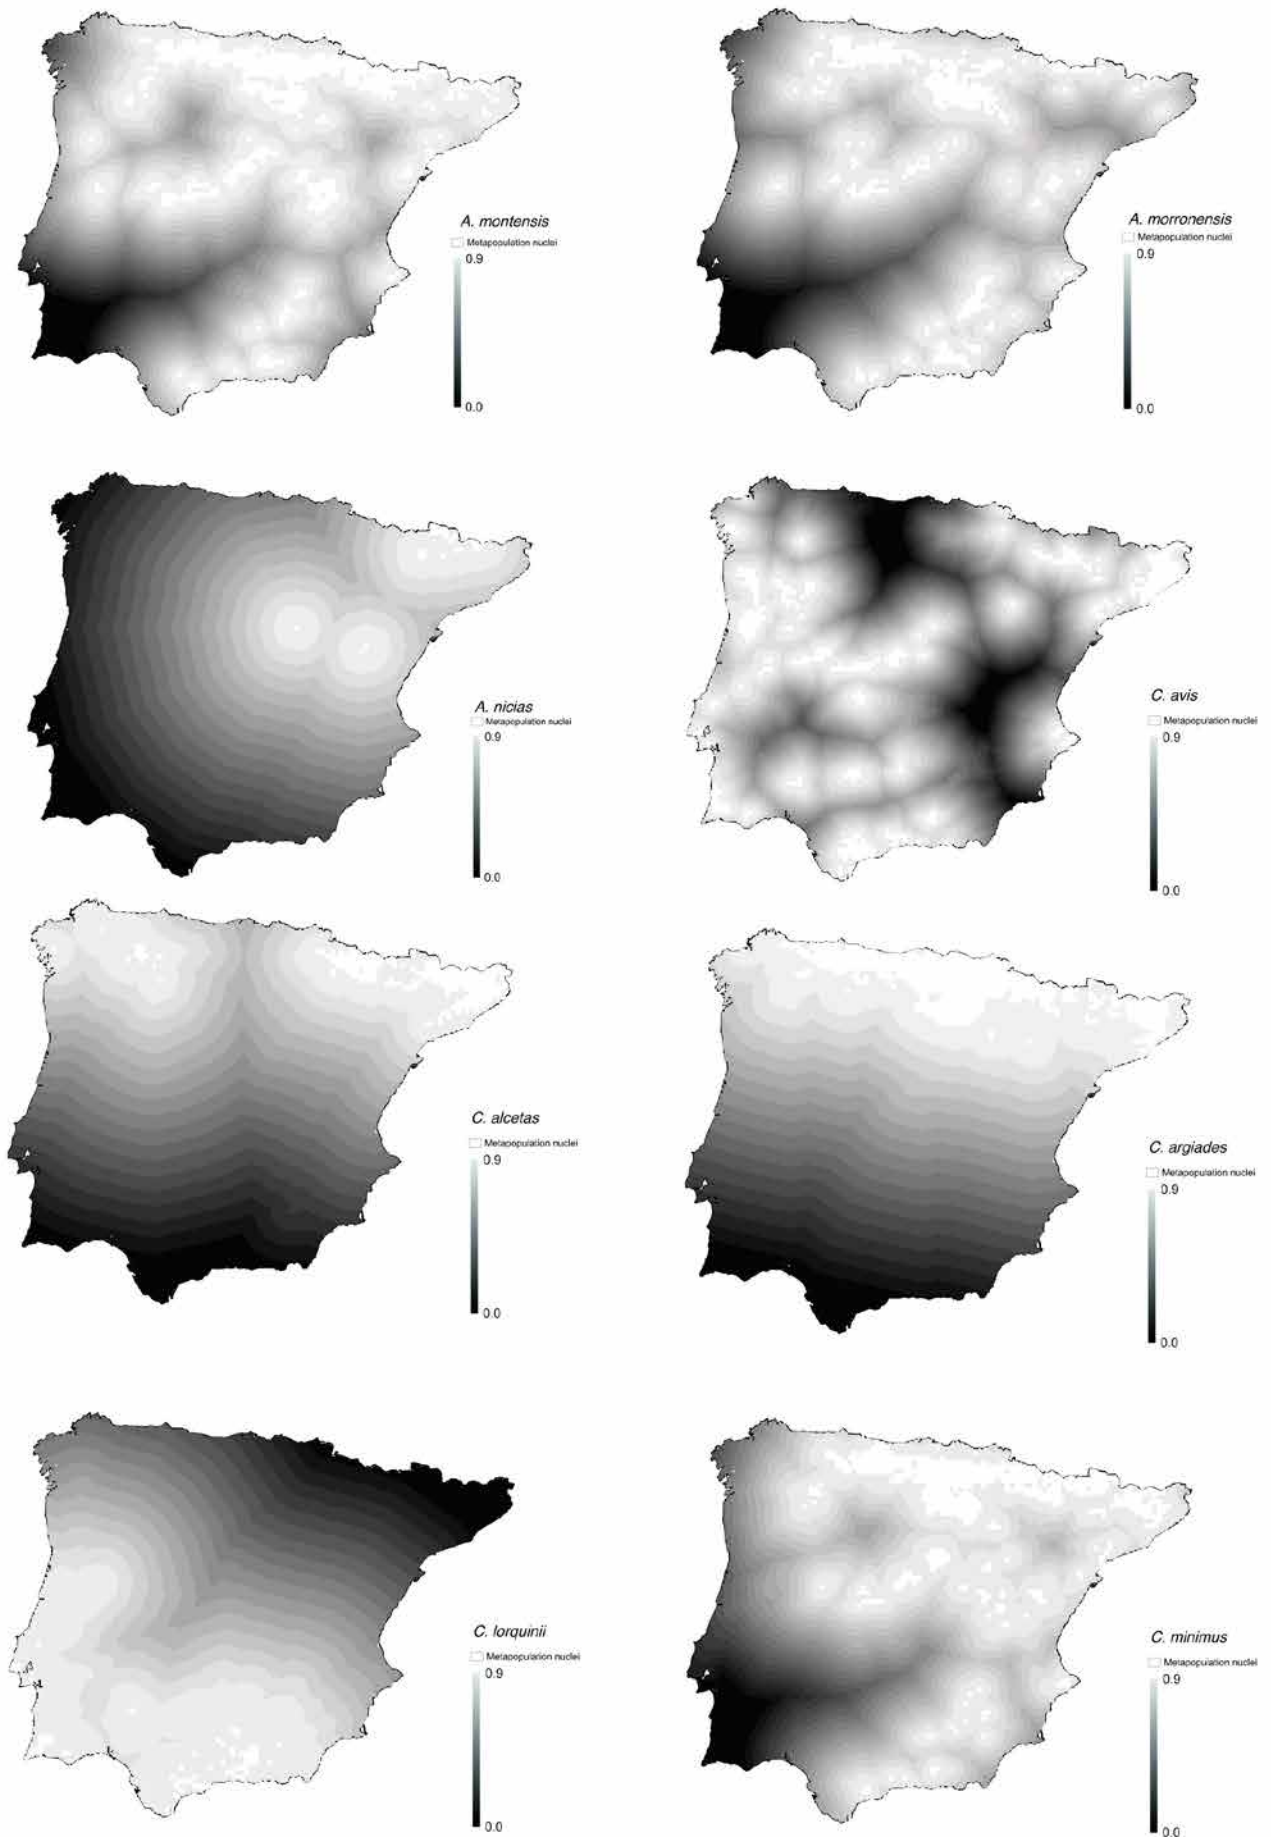 A. montensis
Metapopulation nuclei
0.9
0.0
A. morronensis
Metapopulation nuclei
0.9
0.0
A. nicias
Metapopulation nuclei
0.9
0.0
C. avis
Metapopulation nuclei
0.9
0.0
C. alcetas
Metapopulation nuclei
0.9
0.0
C. argiades
Metapopulation nuclei
0.9
0.0
C. lorquinii
Metapopulation nuclei
0.9
0.0
C. minimus
Metapopulation nuclei
0.9
0.0